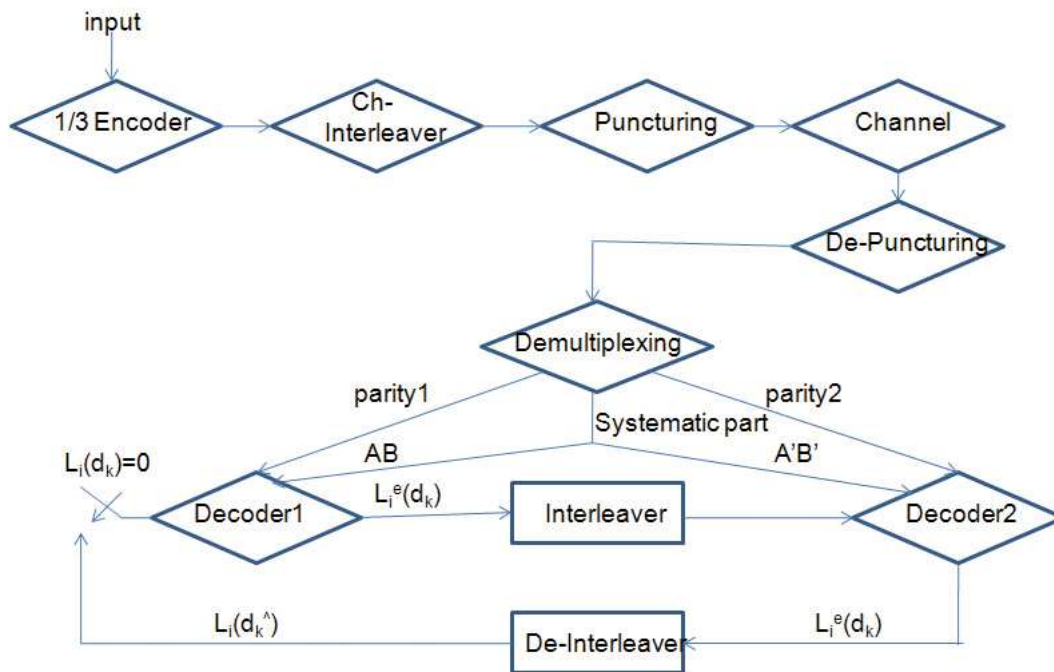 input
1/3 Encoder
Ch-
Interleaver
Puncturing
Channel
De-Puncturing
Demultiplexing
parity1
parity2
Systematic part
AB
A'B'
Lᵢ(dₖ)=0
Lᵢᵉ(dₖ)
Decoder1
Interleaver
Decoder2
Lᵢ(dₖ^)
De-Interleaver
Lᵢᵉ(dₖ)